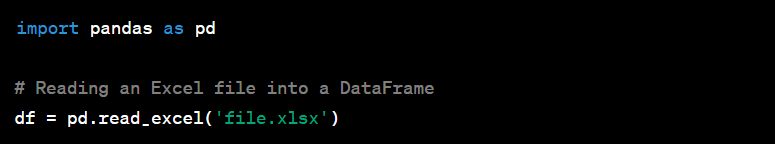 import pandas as pd
# Reading an Excel file into a DataFrame
df = pd.read_excel('file.xlsx')